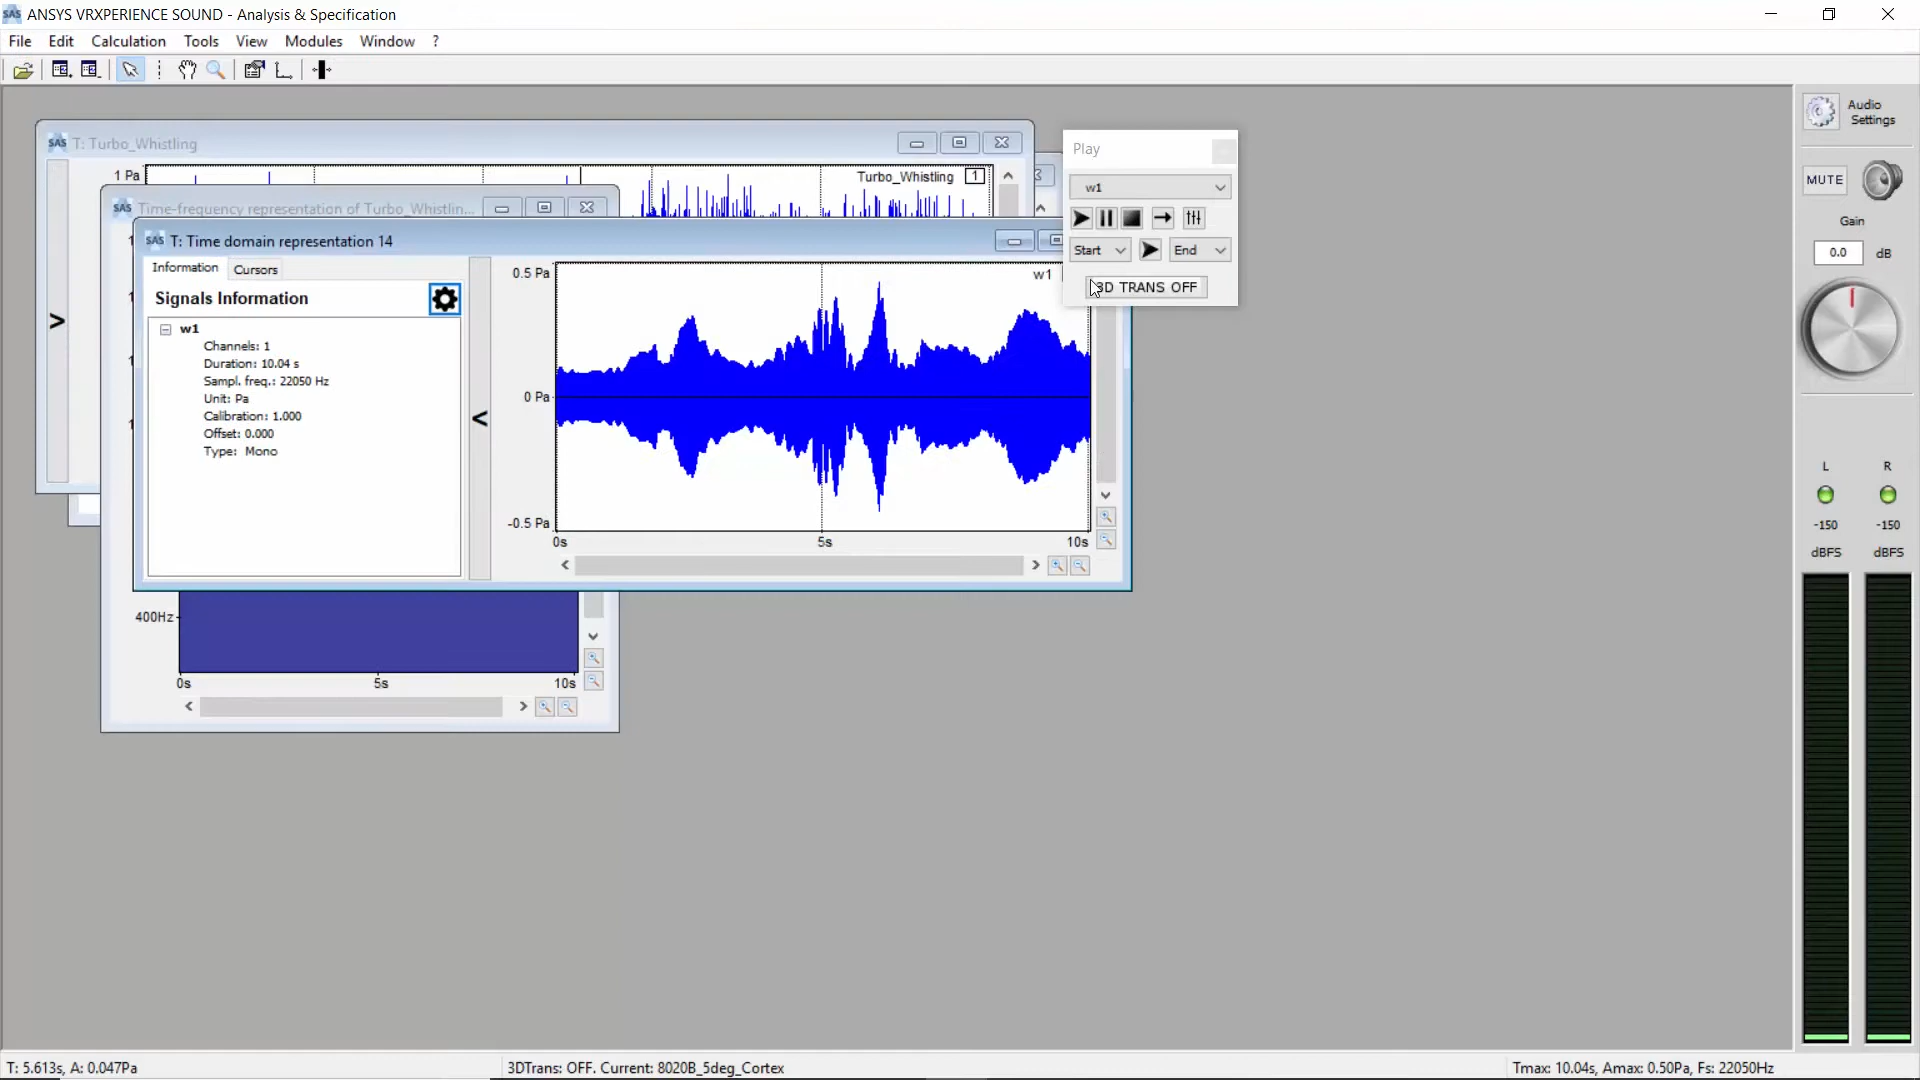 SAS ANSYS VRXPERIENCE SOUND - Analysis & Specification
File Edit Calculation Tools View Modules Window ?
Audio Settings
MUTE
Gain
0.0 dB
L R
-150 -150
dBFS dBFS
SAS T: Turbo_Whistling
1 Pa
Turbo_Whistling 1
SAS Time-frequency representation of Turbo_Whistlin...
400Hz
0s 5s 10s
SAS T: Time domain representation 14
Information Cursors
Signals Information
w1
Channels: 1
Duration: 10.04 s
Sampl. freq.: 22050 Hz
Unit: Pa
Calibration: 1.000
Offset: 0.000
Type: Mono
0.5 Pa
w1
0 Pa
-0.5 Pa
0s 5s 10s
Play
w1
Start End
3D TRANS OFF
T: 5.613s, A: 0.047Pa
3DTrans: OFF. Current: 8020B_5deg_Cortex
Tmax: 10.04s, Amax: 0.50Pa, Fs: 22050Hz